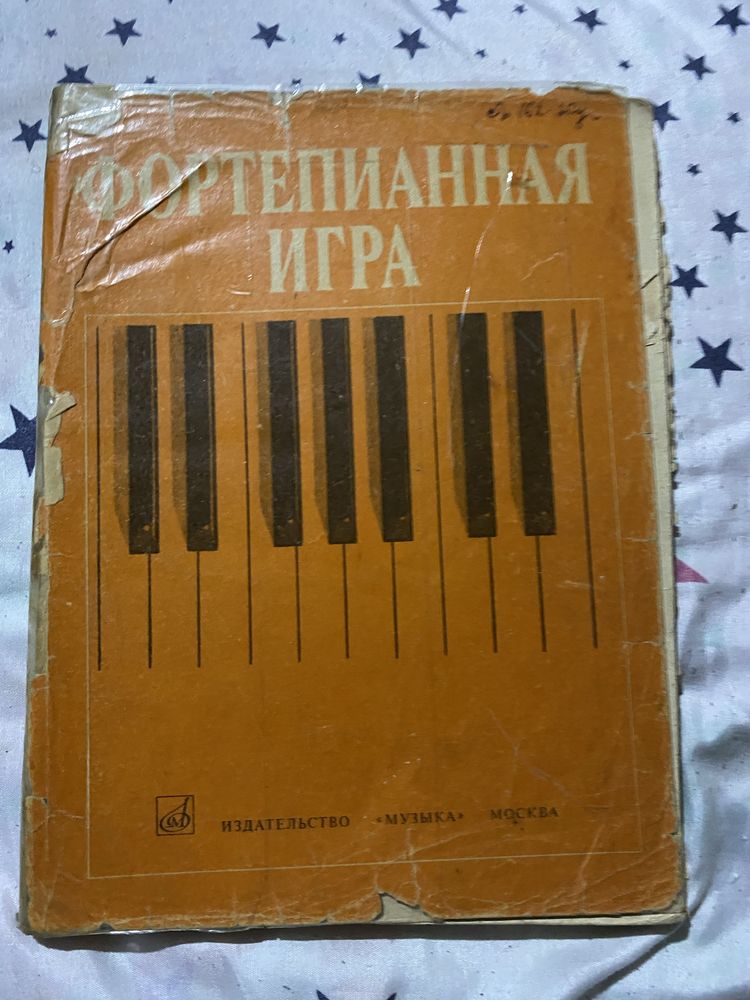 ФОРТЕПИАННАЯ
ИГРА
ИЗДАТЕЛЬСТВО «МУЗЫКА» МОСКВА